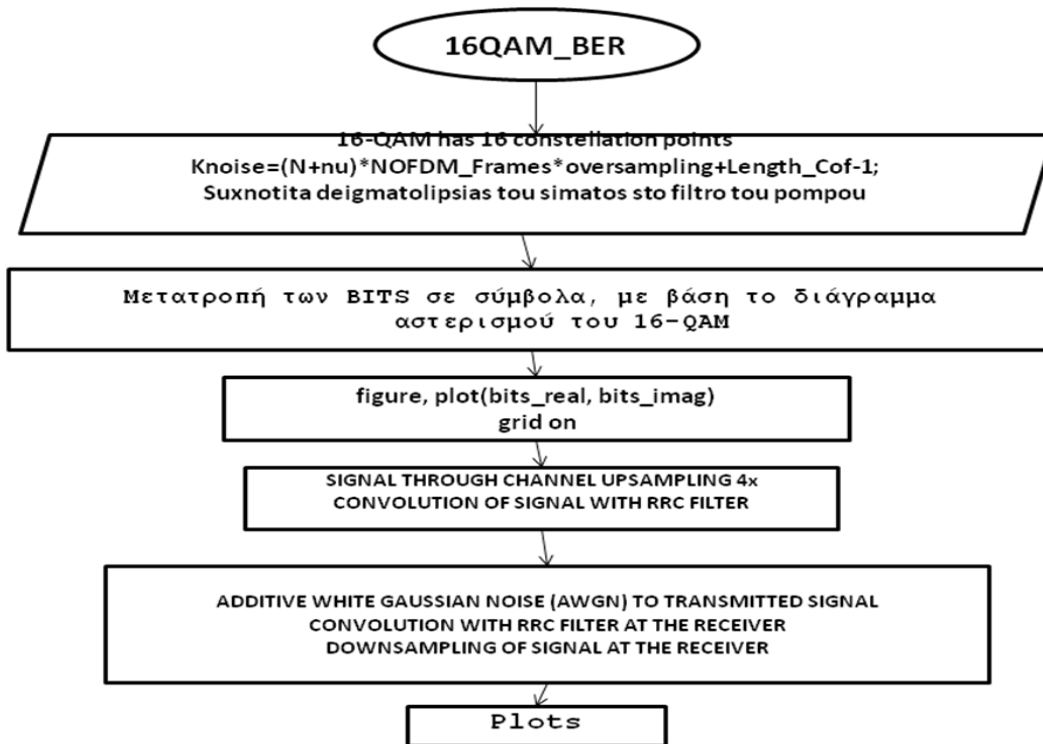 16QAM_BER
16-QAM has 16 constellation points
Knoise=(N+nu)*NOFDM_Frames*oversampling+Length_Cof-1;
Suxnotita deigmatolipsias tou simatos sto filtro tou pompou
Μετατροπή των BITS σε σύμβολα, με βάση το διάγραμμα
αστερισμού του 16-QAM
figure, plot(bits_real, bits_imag)
grid on
SIGNAL THROUGH CHANNEL UPSAMPLING 4x
CONVOLUTION OF SIGNAL WITH RRC FILTER
ADDITIVE WHITE GAUSSIAN NOISE (AWGN) TO TRANSMITTED SIGNAL
CONVOLUTION WITH RRC FILTER AT THE RECEIVER
DOWNSAMPLING OF SIGNAL AT THE RECEIVER
Plots